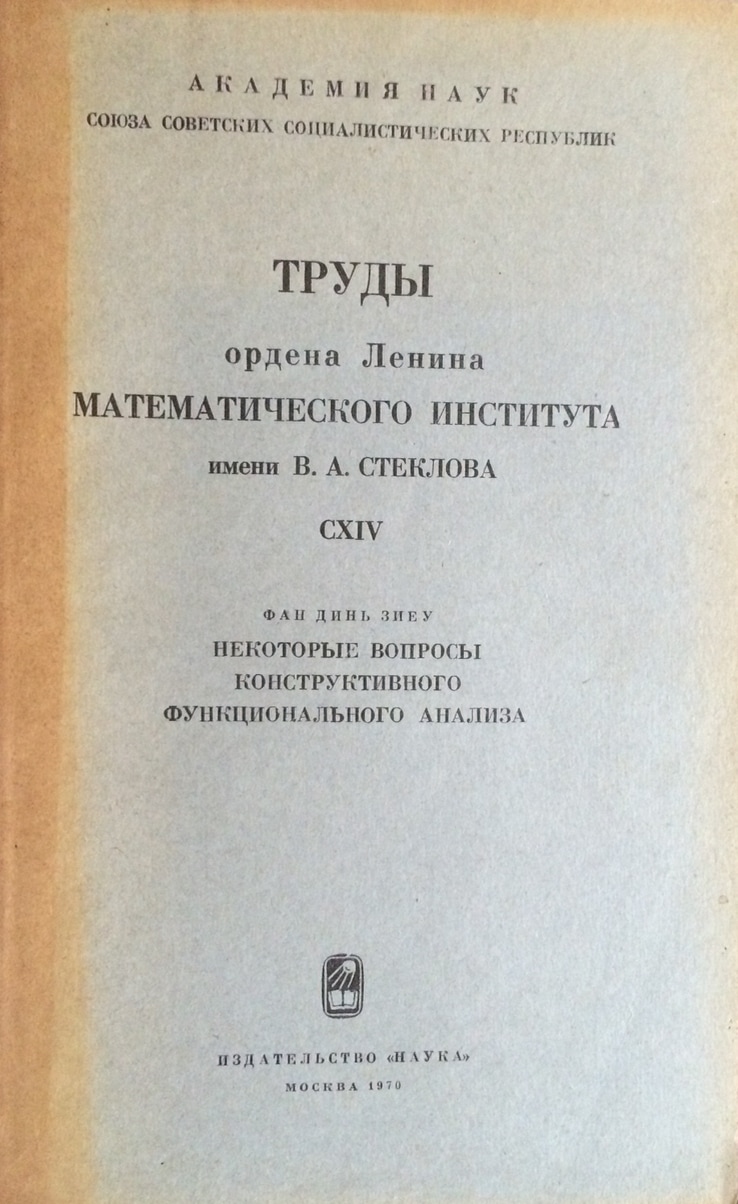 АКАДЕМИЯ НАУК
СОЮЗА СОВЕТСКИХ СОЦИАЛИСТИЧЕСКИХ РЕСПУБЛИК
ТРУДЫ
ордена Ленина
МАТЕМАТИЧЕСКОГО ИНСТИТУТА
имени В. А. СТЕКЛОВА
CXIV
ФАН ДИНЬ ЗИЕУ
НЕКОТОРЫЕ ВОПРОСЫ
КОНСТРУКТИВНОГО
ФУНКЦИОНАЛЬНОГО АНАЛИЗА
ИЗДАТЕЛЬСТВО «НАУКА»
МОСКВА 1970